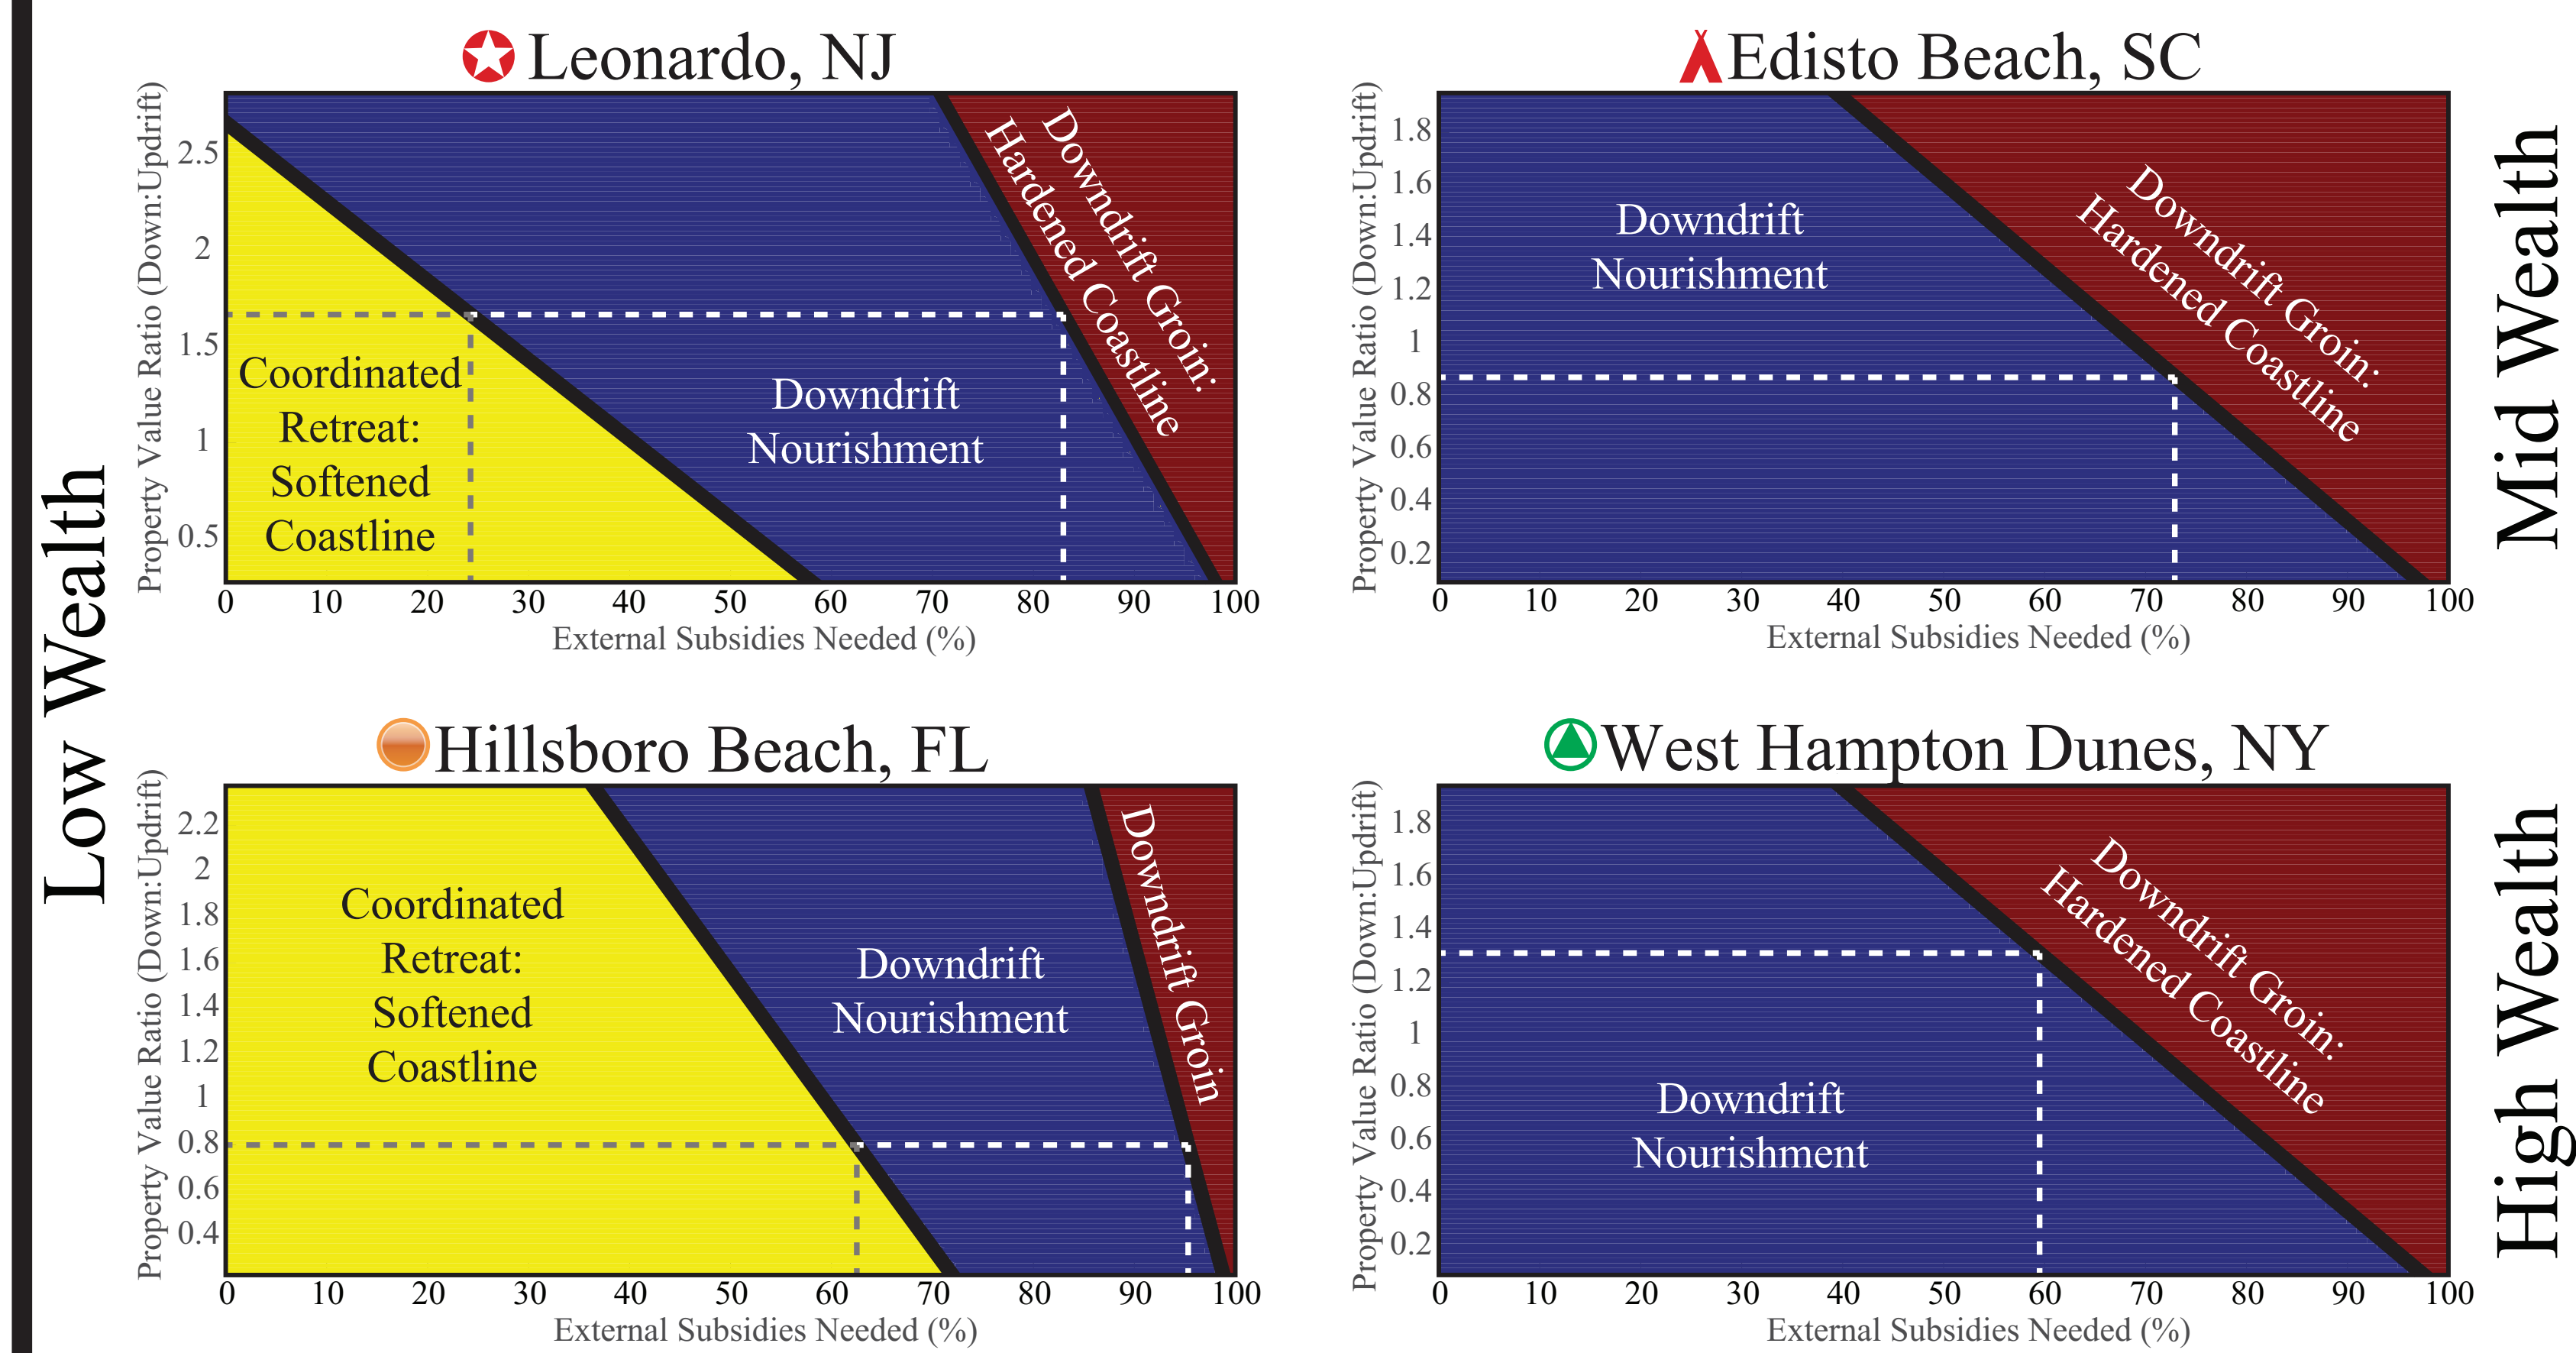 Low Wealth
Leonardo, NJ
Property Value Ratio (Down:Updrift)
2.5
2
1.5
1
0.5
Coordinated
Retreat:
Softened
Coastline
Downdrift
Nourishment
Downdrift Groin:
Hardened Coastline
0 10 20 30 40 50 60 70 80 90 100
External Subsidies Needed (%)
Edisto Beach, SC
Property Value Ratio (Down:Updrift)
1.8
1.6
1.4
1.2
1
0.8
0.6
0.4
0.2
Downdrift
Nourishment
Downdrift Groin:
Hardened Coastline
0 10 20 30 40 50 60 70 80 90 100
External Subsidies Needed (%)
Mid Wealth
Hillsboro Beach, FL
Property Value Ratio (Down:Updrift)
2.2
2
1.8
1.6
1.4
1.2
1
0.8
0.6
0.4
Coordinated
Retreat:
Softened
Coastline
Downdrift
Nourishment
Downdrift Groin
0 10 20 30 40 50 60 70 80 90 100
External Subsidies Needed (%)
West Hampton Dunes, NY
Property Value Ratio (Down:Updrift)
1.8
1.6
1.4
1.2
1
0.8
0.6
0.4
0.2
Downdrift
Nourishment
Downdrift Groin:
Hardened Coastline
0 10 20 30 40 50 60 70 80 90 100
External Subsidies Needed (%)
High Wealth